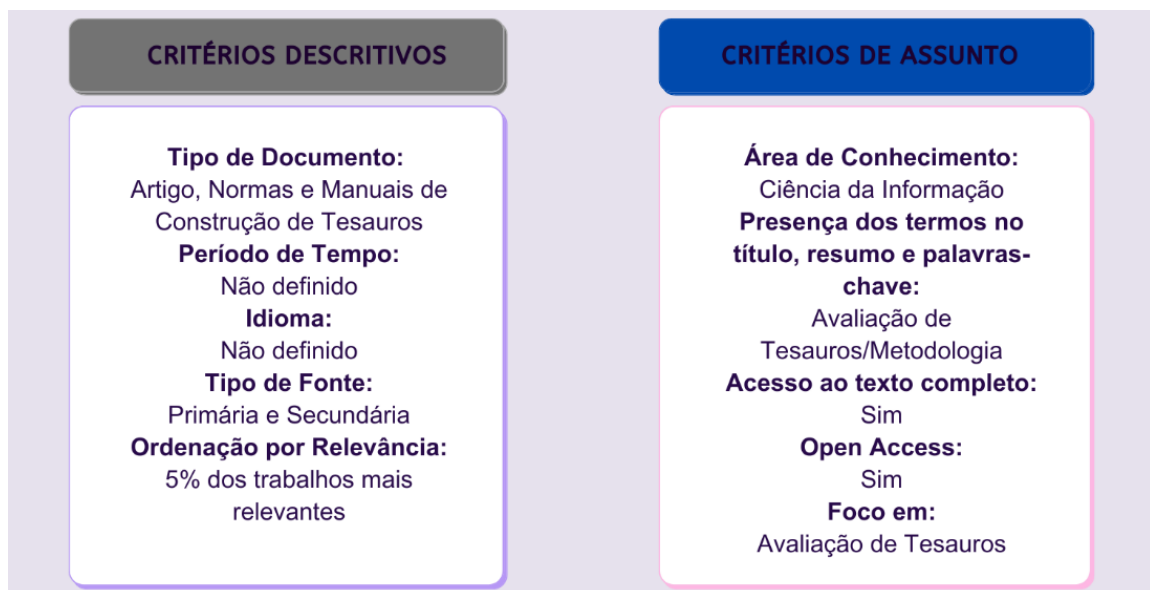 CRITÉRIOS DESCRITIVOS
Tipo de Documento:
Artigo, Normas e Manuais de
Construção de Tesauros
Período de Tempo:
Não definido
Idioma:
Não definido
Tipo de Fonte:
Primária e Secundária
Ordenação por Relevância:
5% dos trabalhos mais
relevantes
CRITÉRIOS DE ASSUNTO
Área de Conhecimento:
Ciência da Informação
Presença dos termos no
título, resumo e palavras-
chave:
Avaliação de
Tesauros/Metodologia
Acesso ao texto completo:
Sim
Open Access:
Sim
Foco em:
Avaliação de Tesauros